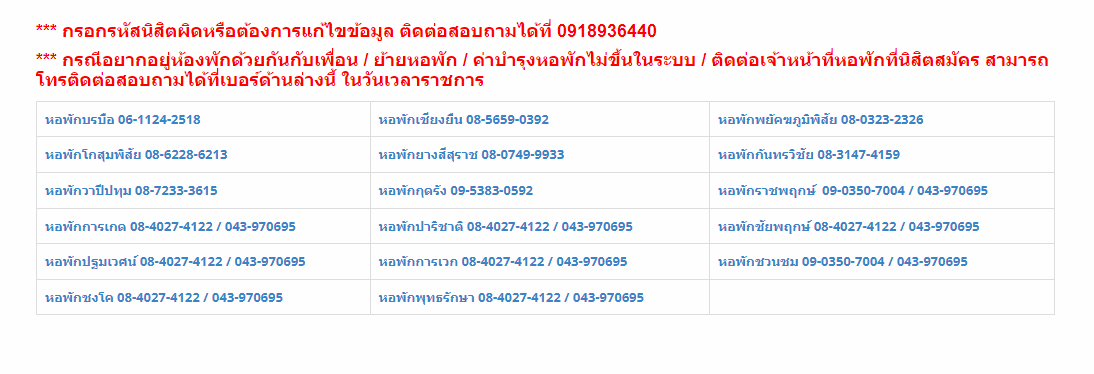 *** กรอกรหัสนิสิตผิดหรือต้องการแก้ไขข้อมูล ติดต่อสอบถามได้ที่ 0918936440
*** กรณีอยากอยู่ห้องพักด้วยกันกับเพื่อน / ย้ายหอพัก / ค่าบำรุงหอพักไม่ขึ้นในระบบ / ติดต่อเจ้าหน้าที่หอพักที่นิสิตสมัคร สามารถ
โทรติดต่อสอบถามได้ที่เบอร์ด้านล่างนี้ ในวันเวลาราชการ
หอพักบรบือ 06-1124-2518
หอพักเชียงยืน 08-5659-0392
หอพักพยัคฆภูมิพิสัย 08-0323-2326
หอพักโกสุมพิสัย 08-6228-6213
หอพักยางสีสุราช 08-0749-9933
หอพักกันทรวิชัย 08-3147-4159
หอพักวาปีปทุม 08-7233-3615
หอพักกุดรัง 09-5383-0592
หอพักราชพฤกษ์ 09-0350-7004 / 043-970695
หอพักการเกด 08-4027-4122 / 043-970695
หอพักปาริชาติ 08-4027-4122 / 043-970695
หอพักชัยพฤกษ์ 08-4027-4122 / 043-970695
หอพักปฐมเวศน์ 08-4027-4122 / 043-970695
หอพักการเวก 08-4027-4122 / 043-970695
หอพักชวนชม 09-0350-7004 / 043-970695
หอพักชงโค 08-4027-4122 / 043-970695
หอพักพุทธรักษา 08-4027-4122 / 043-970695